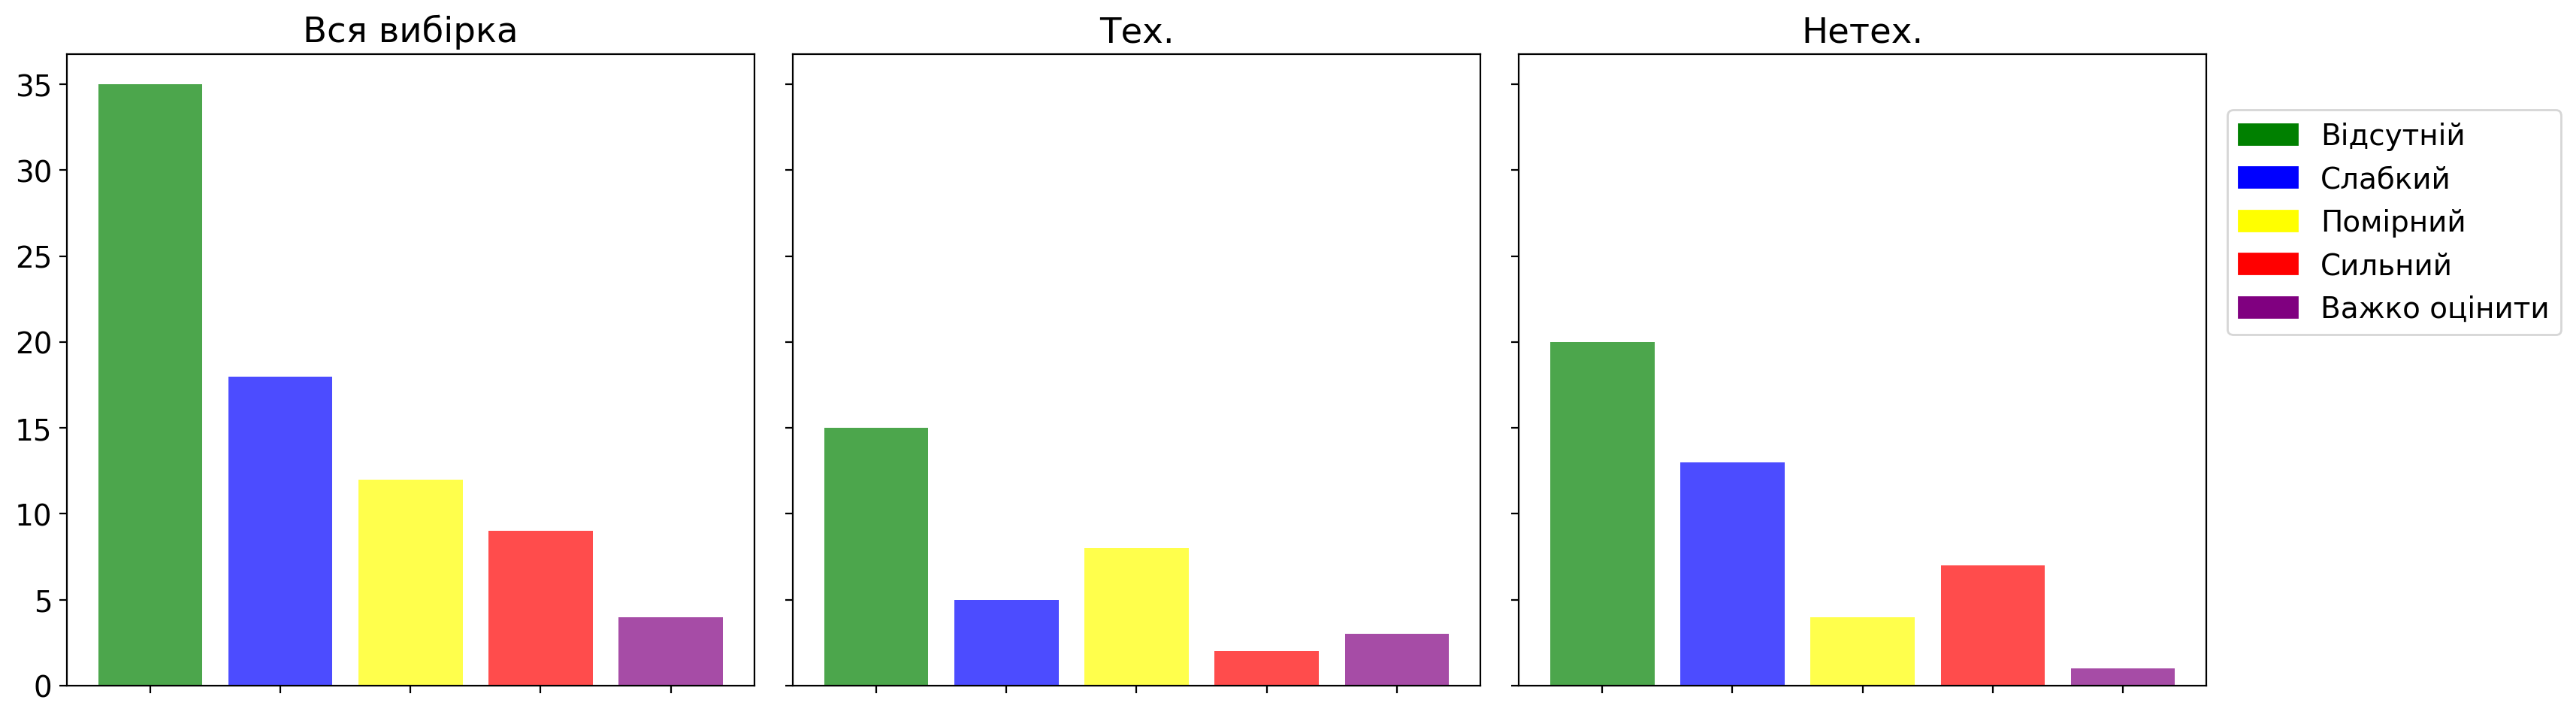 Вся вибірка
Тех.
Нетех.
35
30
25
20
15
10
5
0
Відсутній
Слабкий
Помірний
Сильний
Важко оцінити